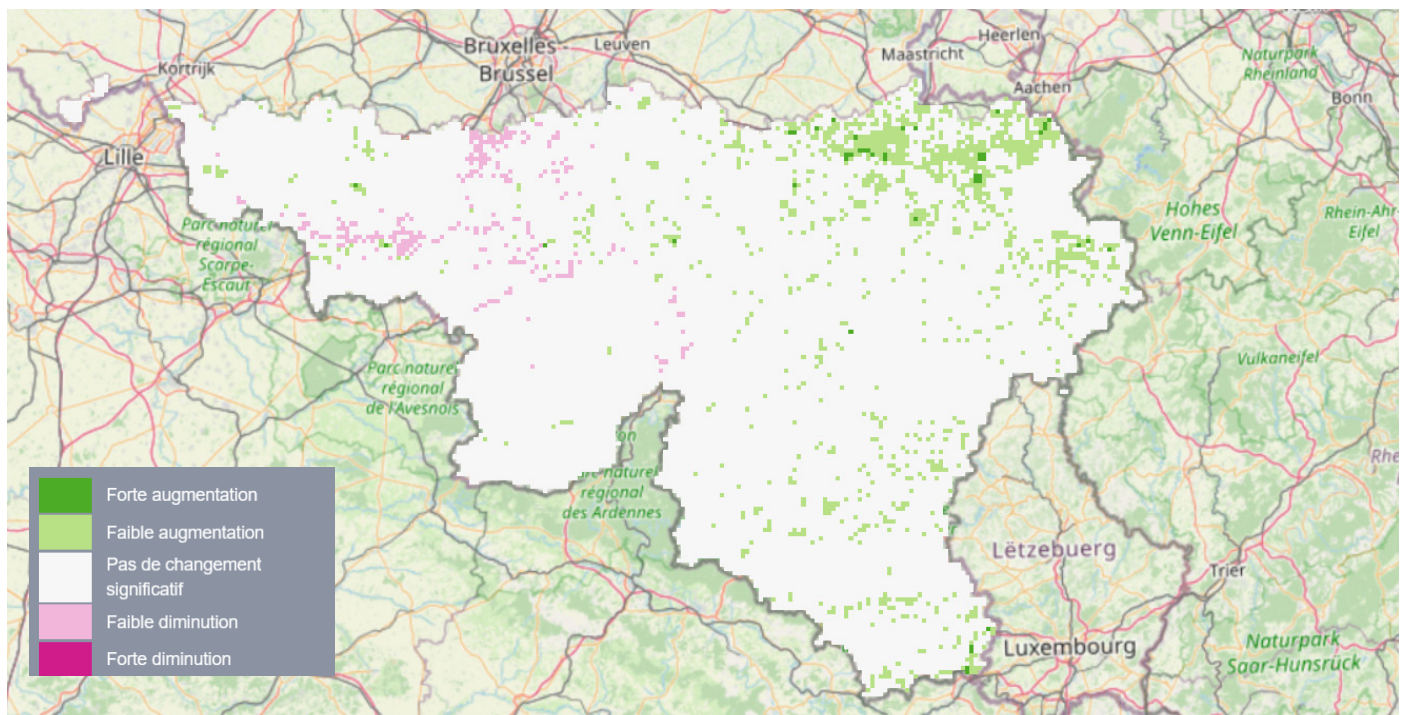 Bruxelles -
Brussel
Leuven
Kortrijk
Maastricht
Heerlen
Aachen
Naturpark
Rheinland
Bonn
Lille
Parc naturel
régional
Scarpe-
Escaut
Hohes
Venn-Eifel
Rhein-Ahr-
Eifel
Vulkaneifel
Parc naturel
régional
de l'Avesnois
naturel
régional
des Ardennes
Lëtzebuerg
Trier
Luxembourg
Naturpark
Saar-Hunsrück
Forte augmentation
Faible augmentation
Pas de changement
significatif
Faible diminution
Forte diminution